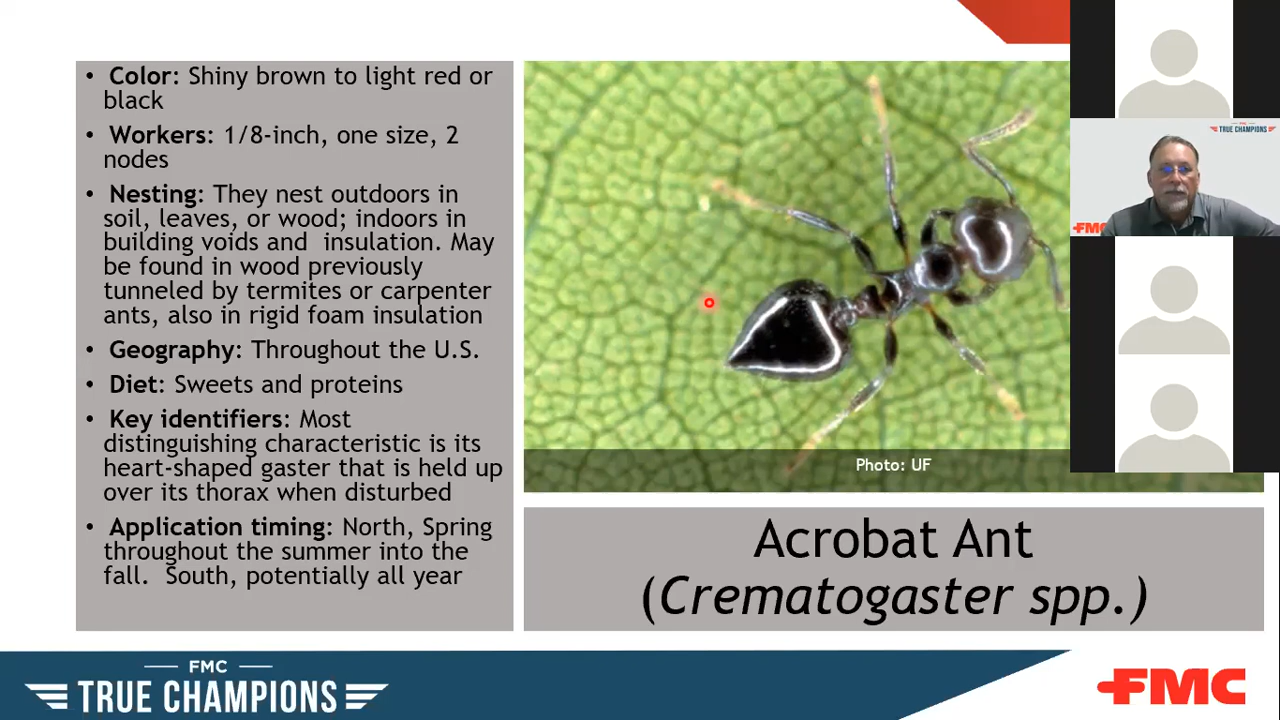 • Color: Shiny brown to light red or
black
• Workers: 1/8-inch, one size, 2
nodes
• Nesting: They nest outdoors in
soil, leaves, or wood; indoors in
building voids and  insulation. May
be found in wood previously
tunneled by termites or carpenter
ants, also in rigid foam insulation
• Geography: Throughout the U.S.
• Diet: Sweets and proteins
• Key identifiers: Most
distinguishing characteristic is its
heart-shaped gaster that is held up
over its thorax when disturbed
• Application timing: North, Spring
throughout the summer into the
fall.  South, potentially all year
Photo: UF
Acrobat Ant
(Crematogaster spp.)
FMC
TRUE CHAMPIONS
FMC
FMC
TRUE CHAMPIONS
FMC